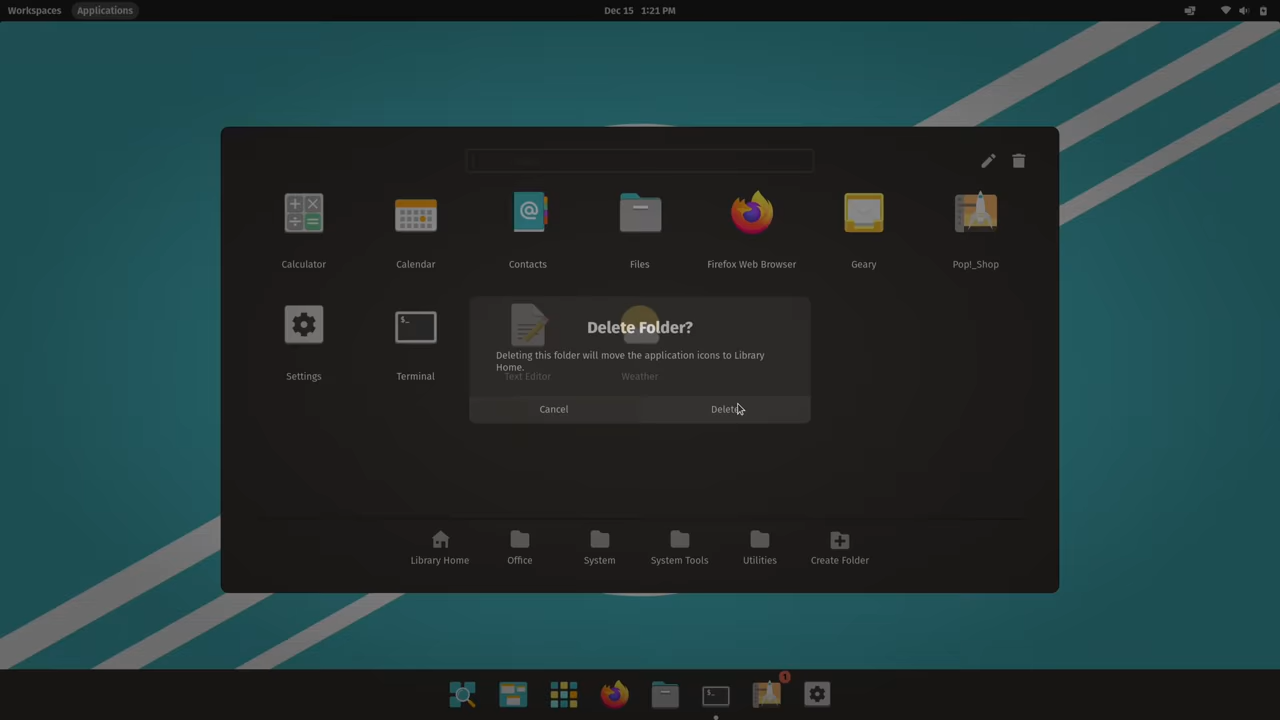 Workspaces Applications Dec 15 1:21 PM
Calculator Calendar Contacts Files Firefox Web Browser Geary Pop!_Shop
Delete Folder?
Deleting this folder will move the application icons to Library
Home.
Settings Terminal Text Editor Weather
Cancel Delete
Library Home Office System System Tools Utilities Create Folder
1